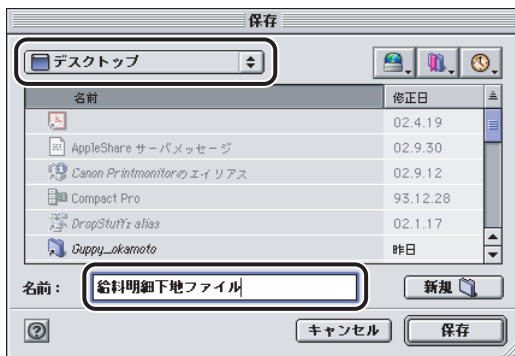 保存
デスクトップ
名前 修正日
02.4.19
AppleShare サーバメッセージ 02.9.30
Canon Printmonitorのエイリアス 02.9.12
Compact Pro 93.12.28
DropStuff: alias 02.1.17
Guppy_okamoto 昨日
名前： 給料明細下地ファイル 新規
? キャンセル 保存